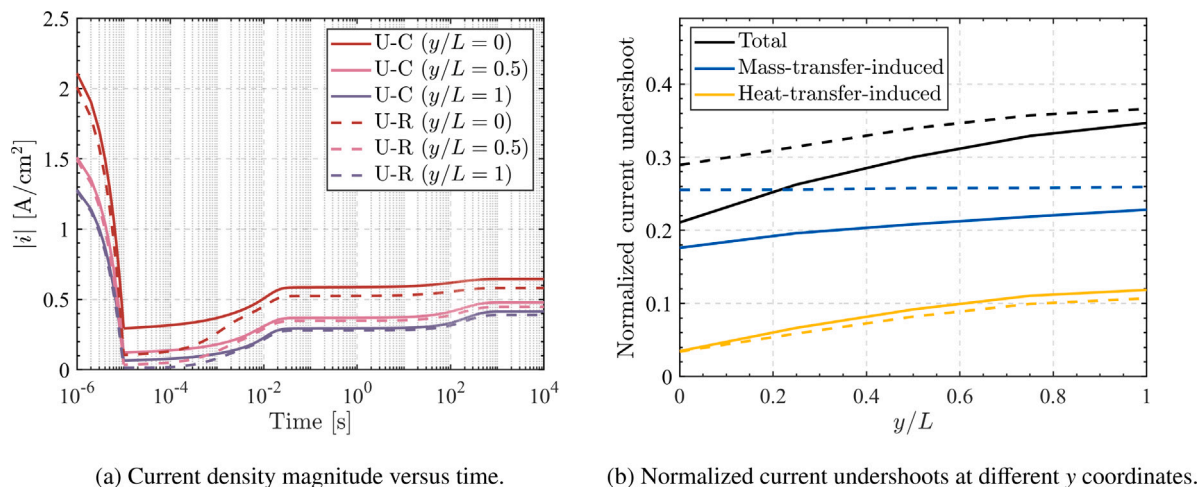 2.5
2
1.5
1
0.5
0
|i| [A/cm²]
10⁻⁶ 10⁻⁴ 10⁻² 10⁰ 10² 10⁴
Time [s]
U-C (y/L = 0)
U-C (y/L = 0.5)
U-C (y/L = 1)
U-R (y/L = 0)
U-R (y/L = 0.5)
U-R (y/L = 1)
(a) Current density magnitude versus time.
0.4
0.3
0.2
0.1
0
Normalized current undershoot
0 0.2 0.4 0.6 0.8 1
y/L
Total
Mass-transfer-induced
Heat-transfer-induced
(b) Normalized current undershoots at different y coordinates.